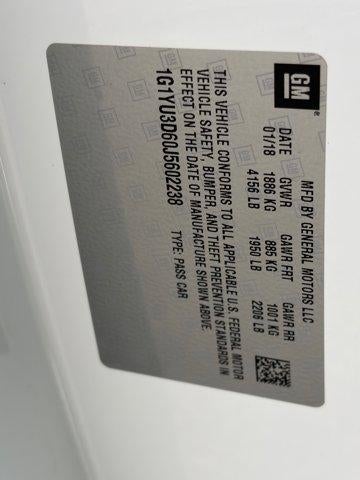 GM
MFD BY GENERAL MOTORS LLC
DATE GVWR GAWR FRT GAWR RR
01/18 1886 KG 885 KG 1001 KG
4156 LB 1950 LB 2206 LB
THIS VEHICLE CONFORMS TO ALL APPLICABLE U.S. FEDERAL MOTOR
VEHICLE SAFETY, BUMPER, AND THEFT PREVENTION STANDARDS IN
EFFECT ON THE DATE OF MANUFACTURE SHOWN ABOVE.
1G1YU3D60J5602238 TYPE: PASS CAR